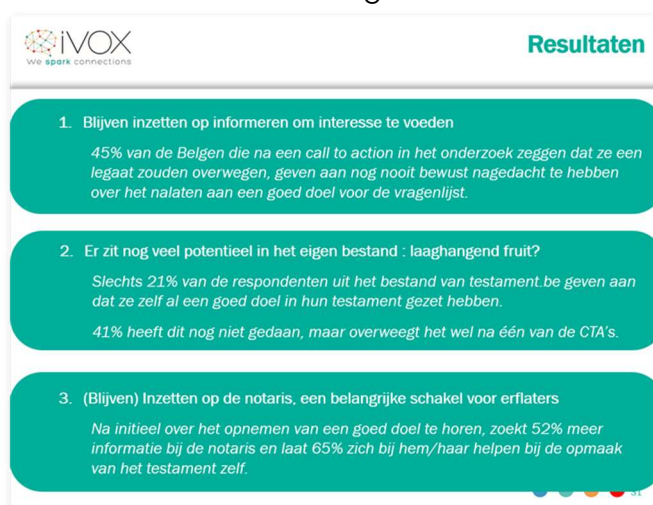 iVOX
We spark connections
Resultaten
1. Blijven inzetten op informeren om interesse te voeden
45% van de Belgen die na een call to action in het onderzoek zeggen dat ze een
legaat zouden overwegen, geven aan nog nooit bewust nagedacht te hebben
over het nalaten aan een goed doel voor de vragenlijst.
2. Er zit nog veel potentieel in het eigen bestand : laaghangend fruit?
Slechts 21% van de respondenten uit het bestand van testament.be geven aan
dat ze zelf al een goed doel in hun testament gezet hebben.
41% heeft dit nog niet gedaan, maar overweegt het wel na één van de CTA's.
3. (Blijven) Inzetten op de notaris, een belangrijke schakel voor erflaters
Na initieel over het opnemen van een goed doel te horen, zoekt 52% meer
informatie bij de notaris en laat 65% zich bij hem/haar helpen bij de opmaak
van het testament zelf.
31